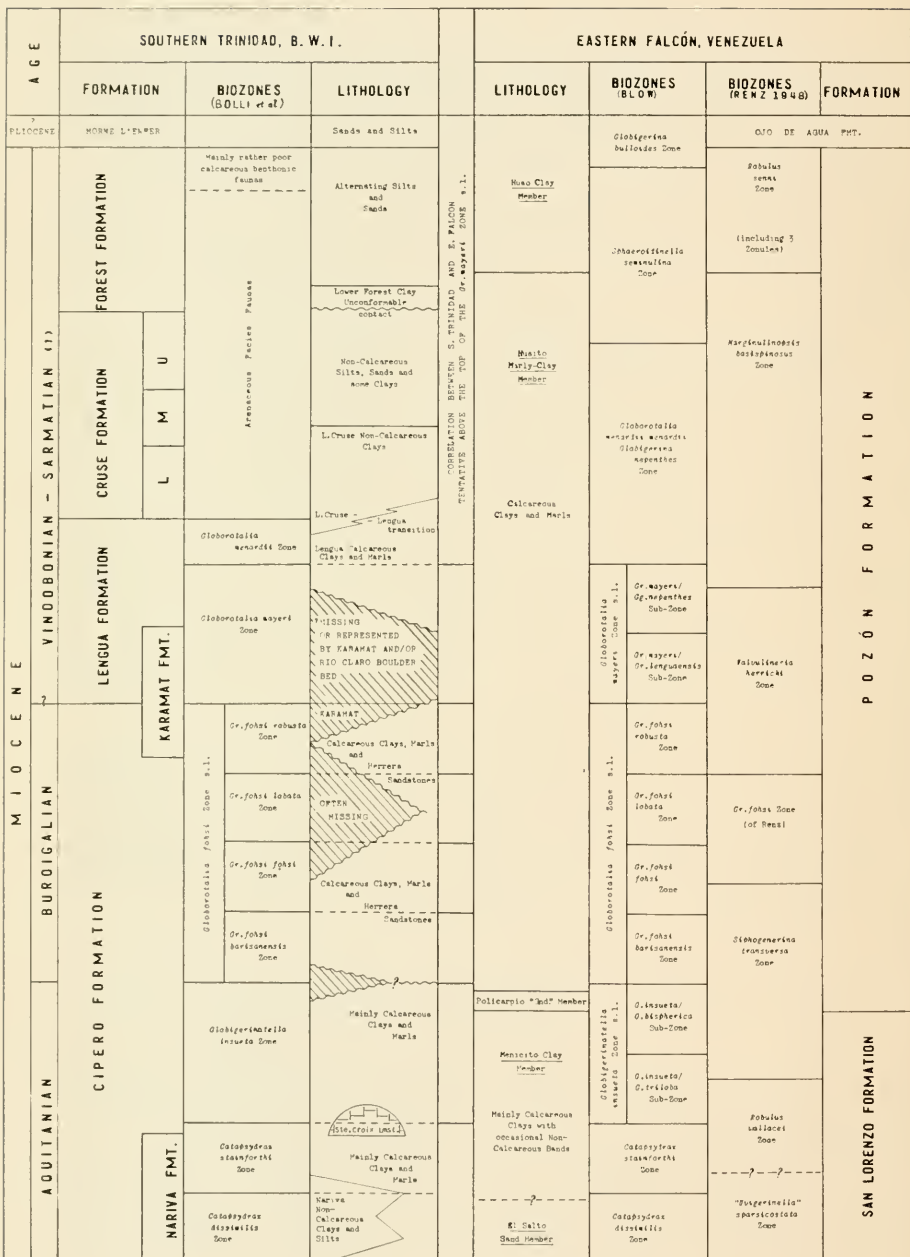 AGE
SOUTHERN TRINIDAD, B.W.I.
FORMATION
BIOZONES
(BOLLI et al)
LITHOLOGY
EASTERN FALCÓN, VENEZUELA
LITHOLOGY
BIOZONES
(BLOW)
BIOZONES
(RENZ 1948)
FORMATION
?
PLIOCENE
MIOCENE
VINDOBONIAN - SARMATIAN (?)
?
BURDIGALIAN
AQUITANIAN
MORNE L'ENFER
FOREST FORMATION
CRUSE FORMATION
U
M
L
LENGUA FORMATION
KARAMAT FMT.
CIPERO FORMATION
NARIVA FMT.
Mainly rather poor
calcareous benthonic
faunas
Arenaceous Facies Faunas
Globorotalia
menardii Zone
Globorotalia mayeri
Zone
Globorotalia fohsi Zone s.l.
Gr.fohsi robusta
Zone
Gr.fohsi lobata
Zone
Gr.fohsi fohsi
Zone
Gr.fohsi
barisanensis
Zone
Globigerinatella
insueta Zone
Catapsydrax
stainforthi
Zone
Catapsydrax
dissimilis
Zone
Sands and Silts
Alternating Silts
and
Sands
Lower Forest Clay
Unconformable
contact
Non-Calcareous
Silts, Sands and
some Clays
L.Cruse Non-Calcareous
Clays
L.Cruse -
- Lengua
transition
Lengua Calcareous
Clays and Marls
MISSING
OR REPRESENTED
BY KARAMAT AND/OR
RIO CLARO BOULDER
BED
KARAMAT
Calcareous Clays, Marls
and
Herrera
Sandstones
OFTEN
MISSING
Calcareous Clays, Marls
and
Herrera
Sandstones
?
Mainly Calcareous
Clays and
Marls
(Ste.Croix Lmst.)
Mainly Calcareous
Clays and
Marls
Nariva
Non-
Calcareous
Clays and
Silts
CORRELATION BETWEEN S. TRINIDAD AND E. FALCON
TENTATIVE ABOVE THE TOP OF THE Gr.mayeri ZONE s.l.
Huso Clay
Member
Husito
Marly-Clay
Member
Calcareous
Clays and Marls
Policarpio "Snd." Member
Menicito Clay
Member
Mainly Calcareous
Clays with
occasional Non-
Calcareous Bands
?
El Salto
Sand Member
Globigerina
bulloides Zone
Sphaeroidinella
seminulina
Zone
Globorotalia
menardii menardii
Globigerina
nepenthes
Zone
Globorotalia
mayeri Zone s.l.
Gr.mayeri/
Gg.nepenthes
Sub-Zone
Gr.mayeri/
Gr.lenguaensis
Sub-Zone
Globorotalia fohsi Zone s.l.
Gr.fohsi
robusta
Zone
Gr.fohsi
lobata
Zone
Gr.fohsi
fohsi
Zone
Gr.fohsi
barisanensis
Zone
Globigerinatella
insueta Zone s.l.
G.insueta/
G.bispherica
Sub-Zone
G.insueta/
G.triloba
Sub-Zone
Catapsydrax
stainforthi
Zone
Catapsydrax
dissimilis
Zone
OJO DE AGUA FMT.
Robulus
senni
Zone
(including 3
Zonules)
Marginulinopsis
basispinosus
Zone
Valvulineria
herricki
Zone
Gr.fohsi Zone
(of Renz)
Siphogenerina
transversa
Zone
Robulus
wallacei
Zone
?
?
"Uvigerinella"
sparsicostata
Zone
POZÓN FORMATION
SAN LORENZO FORMATION